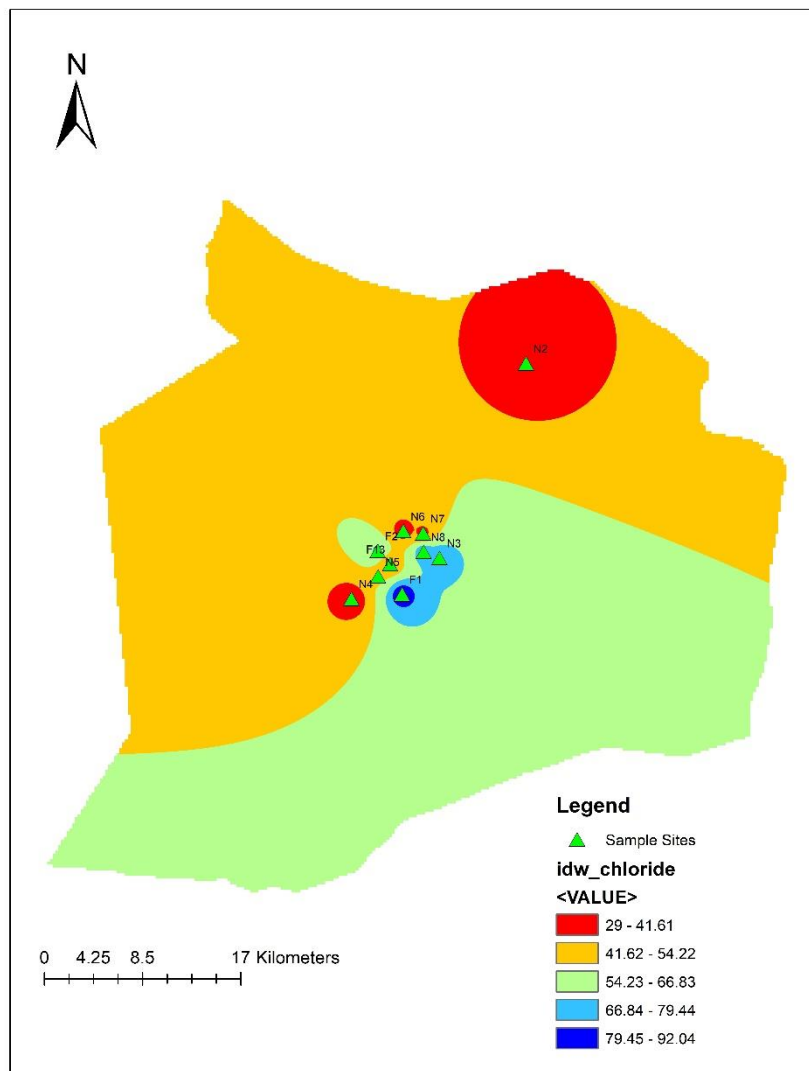 N
N2
N6
N7
F2
N8
F13
N3
N5
N4
F1
Legend
Sample Sites
idw_chloride
<VALUE>
29 - 41.61
41.62 - 54.22
54.23 - 66.83
66.84 - 79.44
79.45 - 92.04
0 4.25 8.5 17 Kilometers